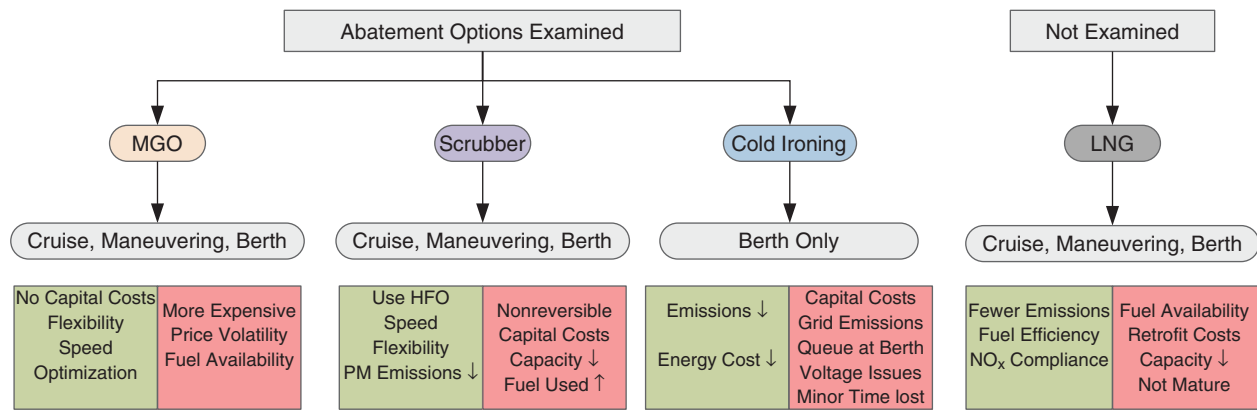 Abatement Options Examined
Not Examined
MGO
Scrubber
Cold Ironing
LNG
Cruise, Maneuvering, Berth
Cruise, Maneuvering, Berth
Berth Only
Cruise, Maneuvering, Berth
No Capital Costs
Flexibility
Speed
Optimization
More Expensive
Price Volatility
Fuel Availability
Use HFO
Speed
Flexibility
PM Emissions ↓
Nonreversible
Capital Costs
Capacity ↓
Fuel Used ↑
Emissions ↓
Energy Cost ↓
Capital Costs
Grid Emissions
Queue at Berth
Voltage Issues
Minor Time lost
Fewer Emissions
Fuel Efficiency
NOx Compliance
Fuel Availability
Retrofit Costs
Capacity ↓
Not Mature